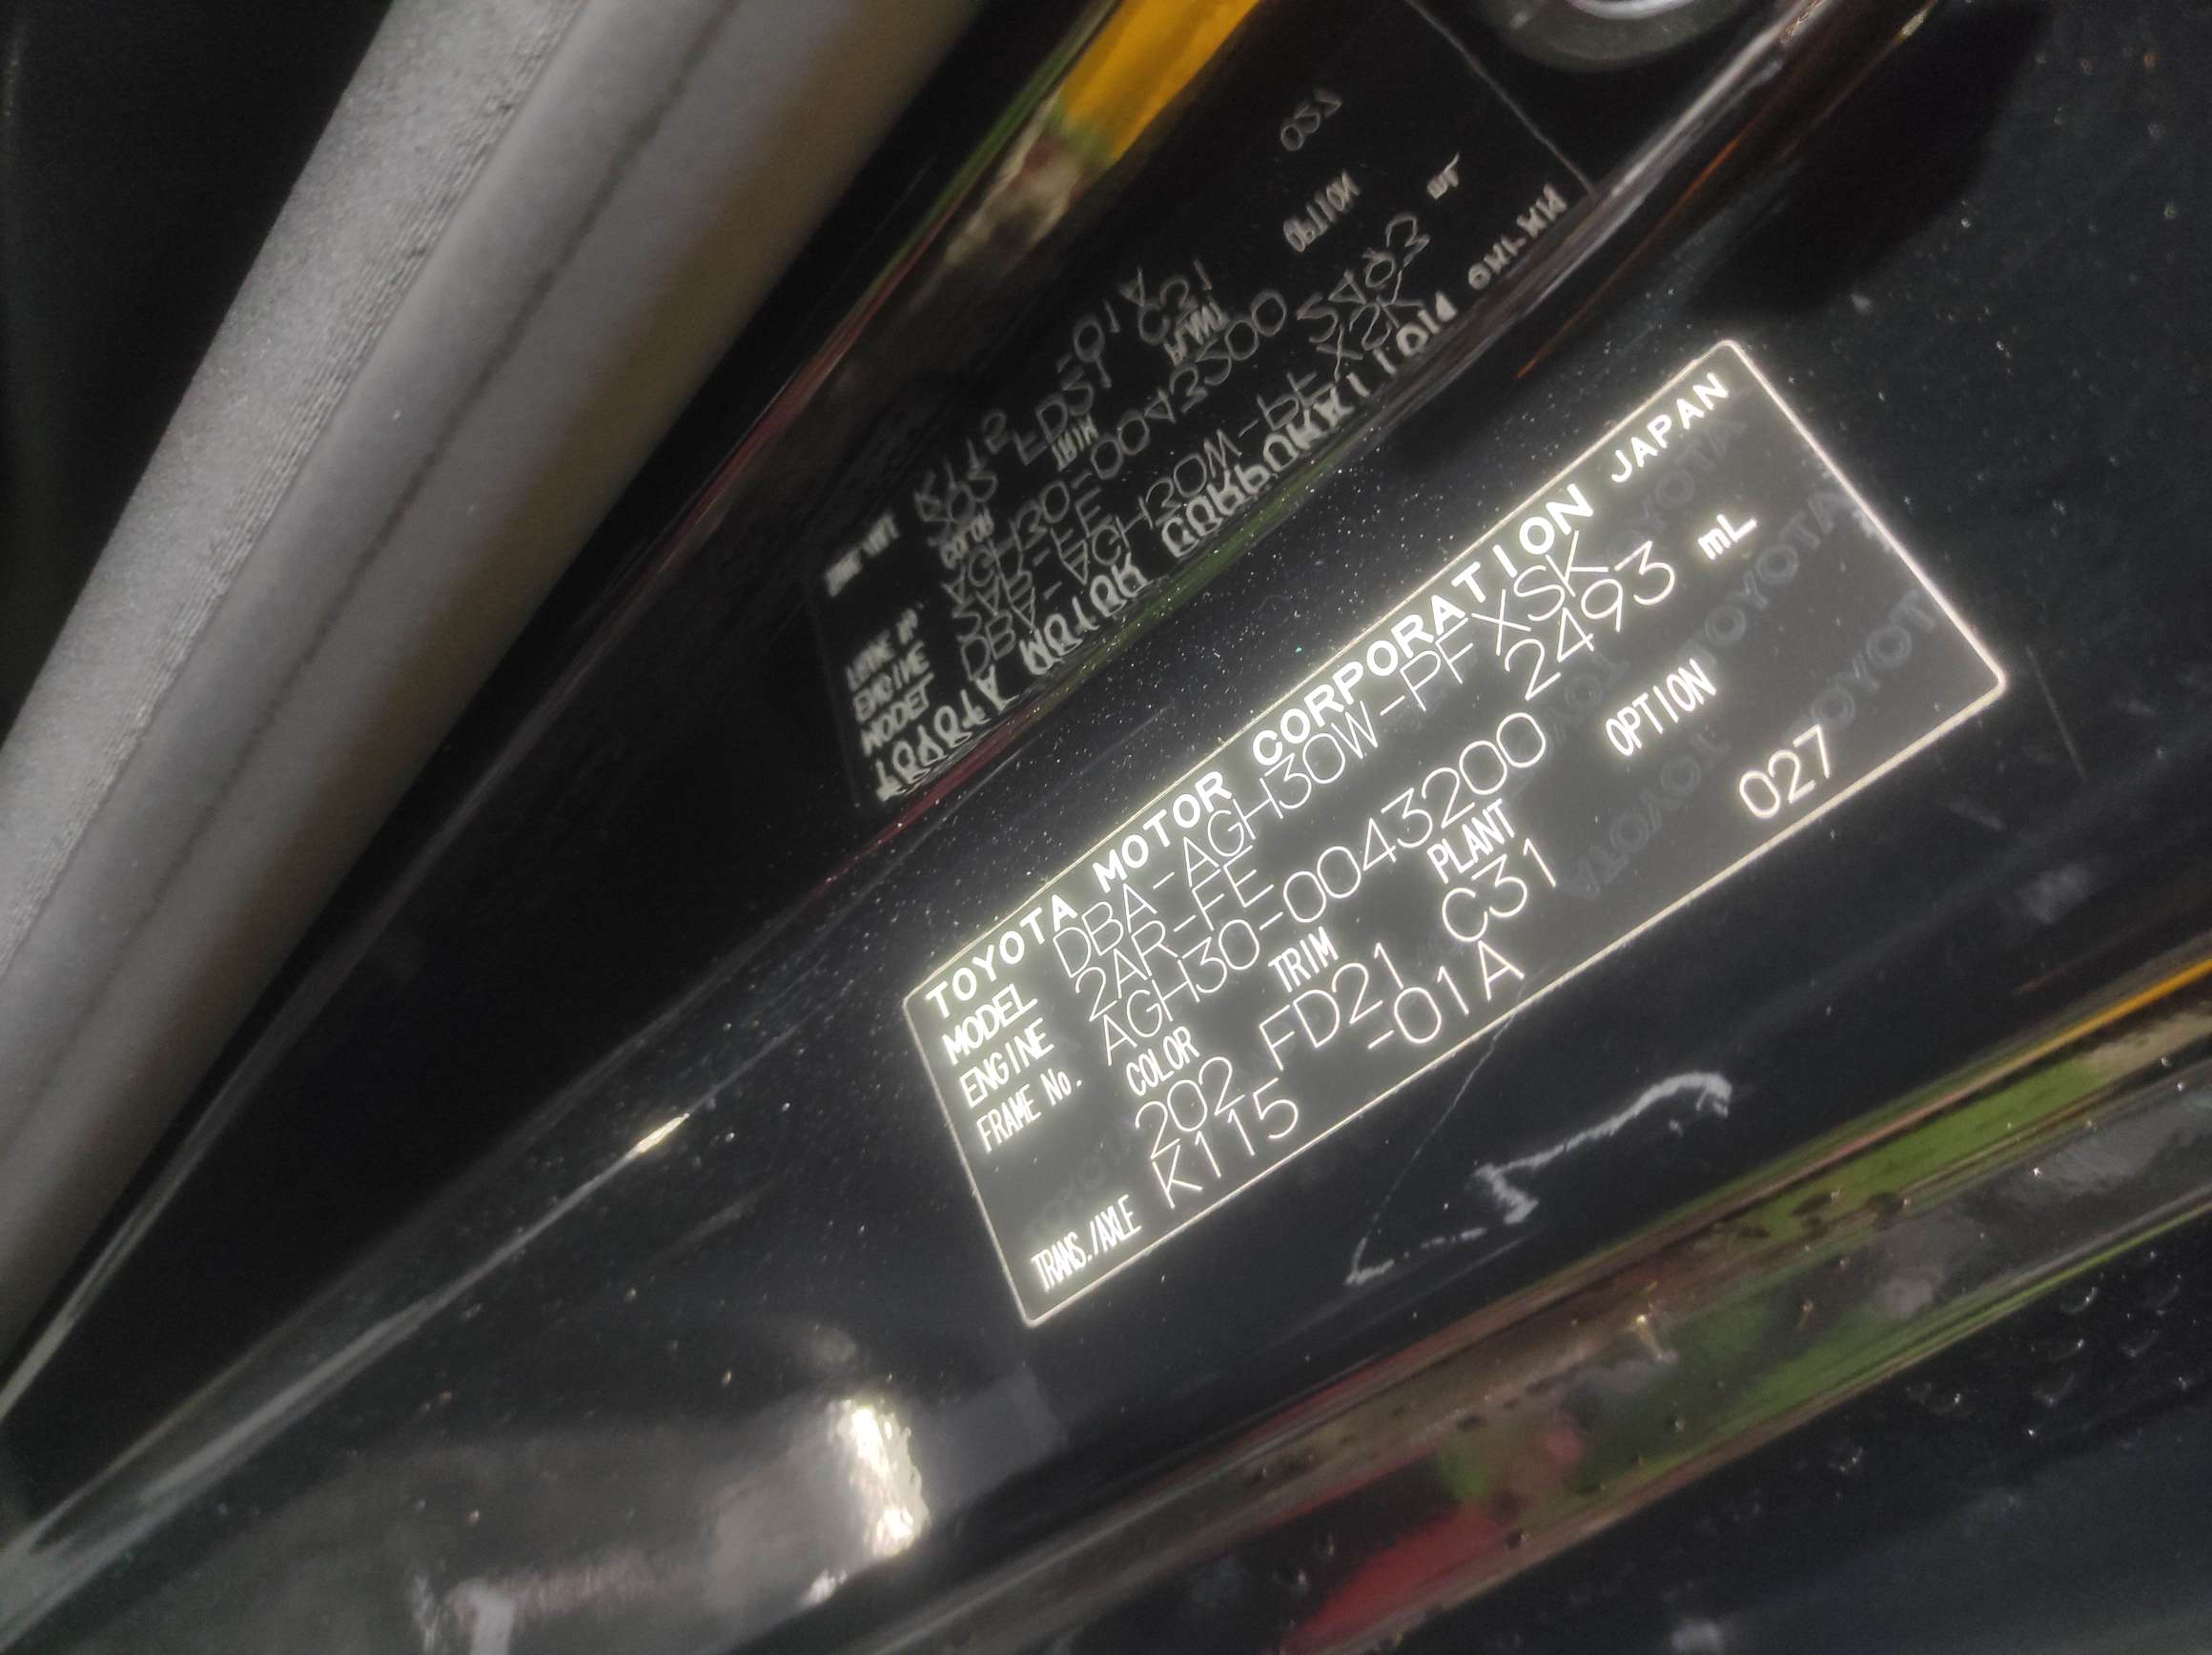 TOYOTA MOTOR CORPORATION JAPAN
MODEL DBA-AGH30W-PFXSK
ENGINE 2AR-FE 2493 mL
FRAME No. AGH30-0043200
COLOR TRIM PLANT OPTION
202 FD21 C31 027
TRANS./AXLE K115 -01A